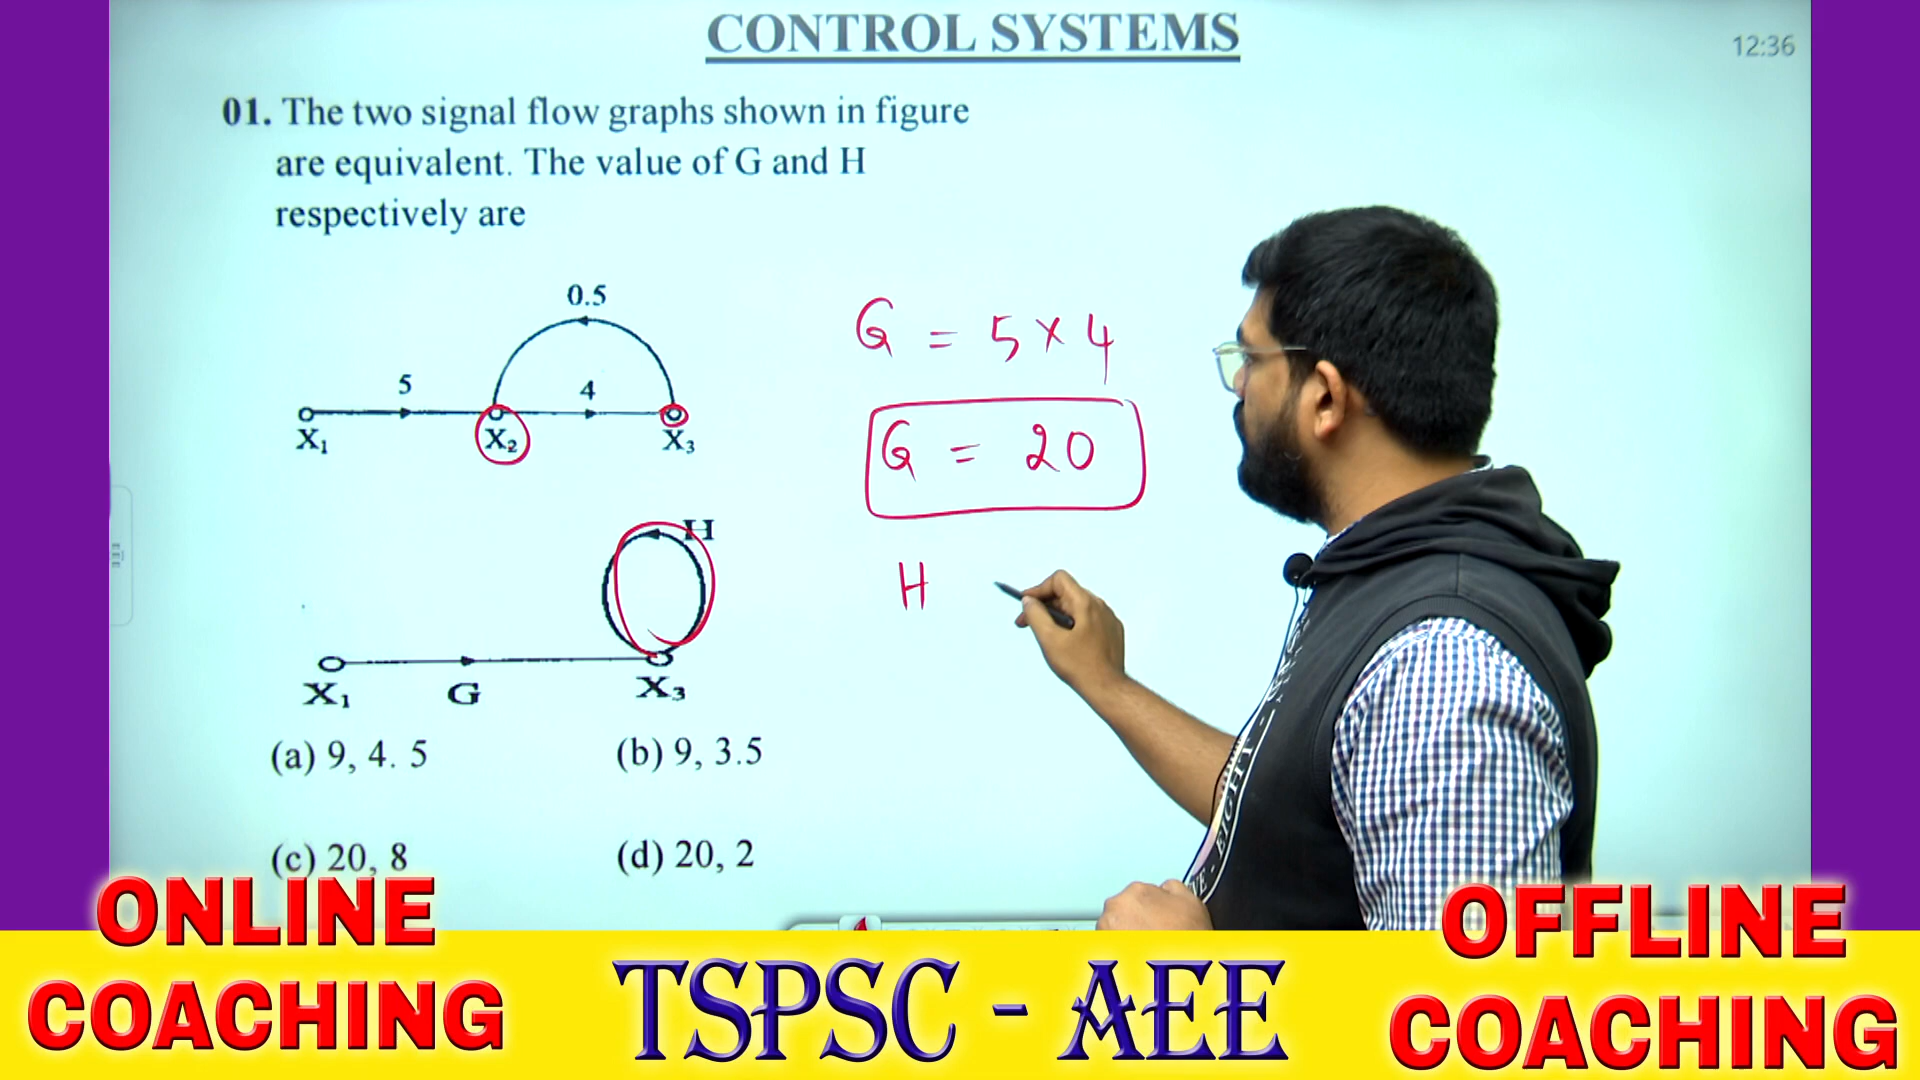 CONTROL SYSTEMS
12:36
01. The two signal flow graphs shown in figure
are equivalent. The value of G and H
respectively are
0.5
5
4
X₁
X₂
X₃
G = 5 × 4
G = 20
H
H
X₁
G
X₃
(a) 9, 4. 5
(b) 9, 3.5
(c) 20, 8
(d) 20, 2
ONLINE
COACHING
TSPSC - AEE
OFFLINE
COACHING